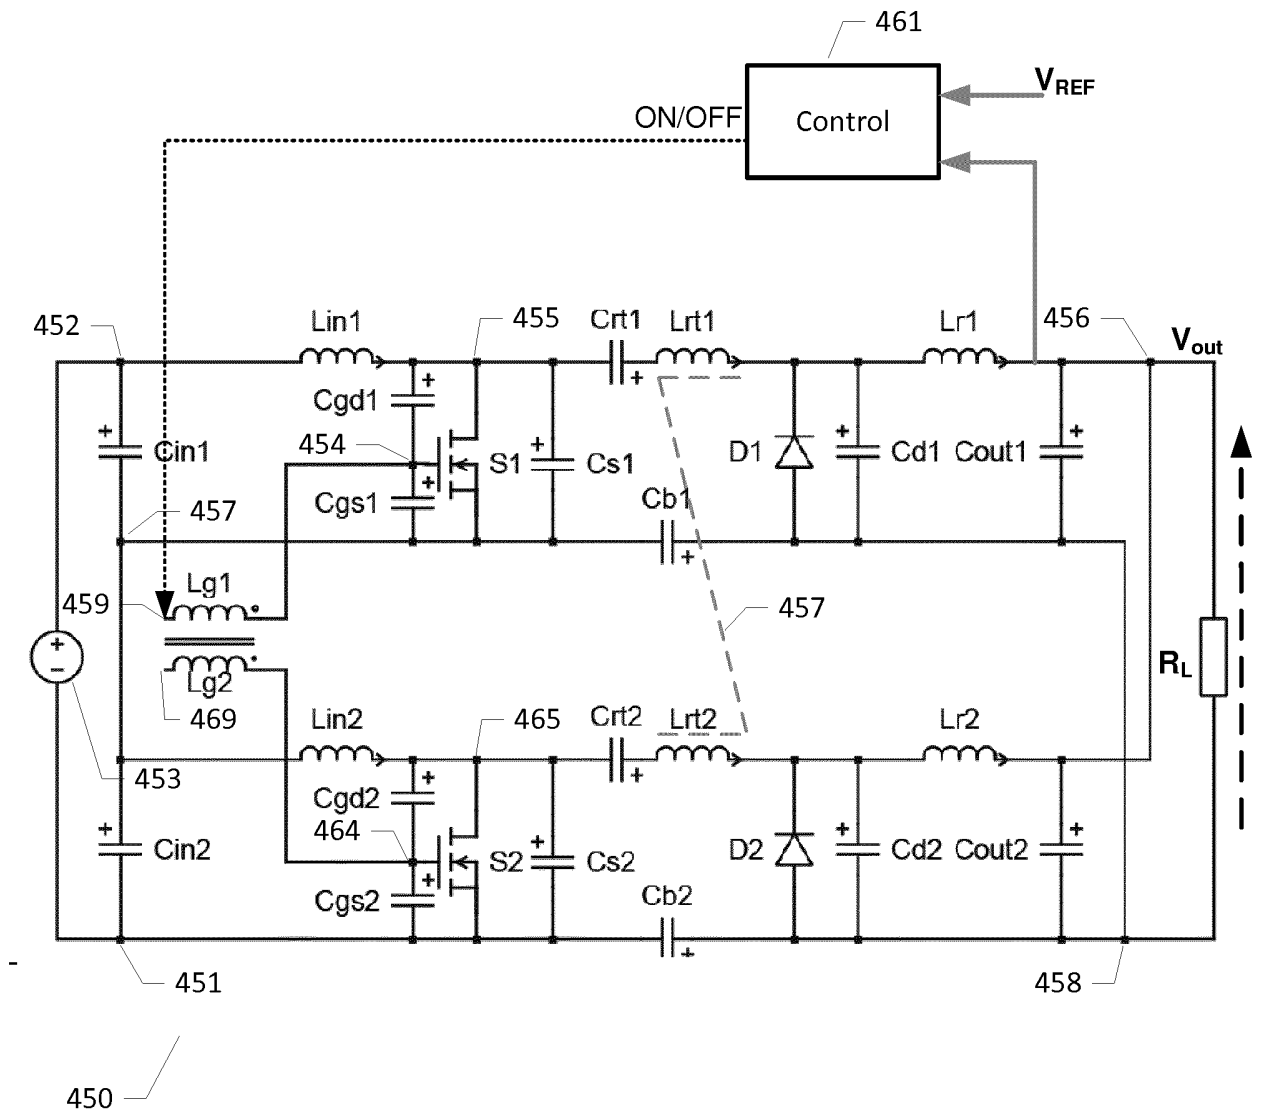 461
V_REF
ON/OFF
Control
452
Lin1
455
Crt1
Lrt1
Lr1
456
V_out
+
+
Cgd1
454
+
Cin1
S1
+
Cs1
D1
+
Cd1
Cout1
+
457
Cgs1
+
Cb1
+
459
Lg1
457
+
−
Lg2
469
R_L
Lin2
465
Crt2
Lrt2
Lr2
453
+
+
Cgd2
464
+
Cin2
S2
+
Cs2
D2
+
Cd2
Cout2
+
Cgs2
+
Cb2
+
-
451
458
450